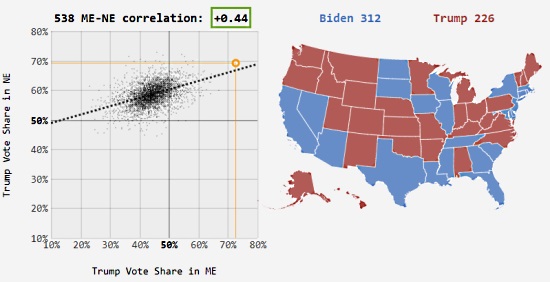 538 ME-NE correlation: +0.44
Biden 312
Trump 226
80%
70%
60%
50%
40%
30%
20%
10%
Trump Vote Share in NE
10% 20% 30% 40% 50% 60% 70% 80%
Trump Vote Share in ME